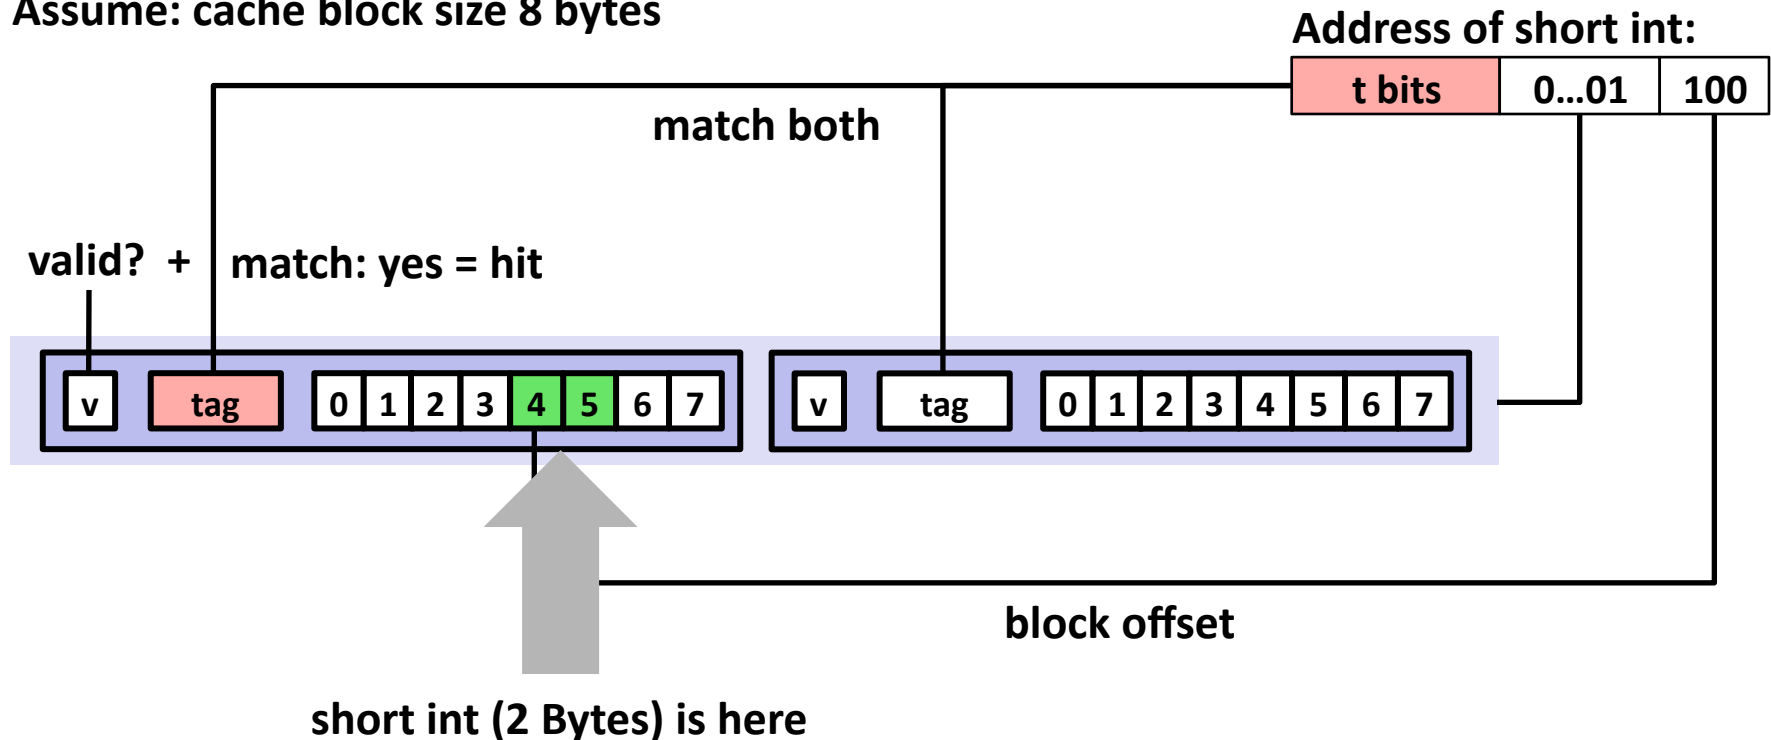 Assume: cache block size 8 bytes
Address of short int:
t bits 0...01 100
match both
valid? + match: yes = hit
v tag 0 1 2 3 4 5 6 7 v tag 0 1 2 3 4 5 6 7
block offset
short int (2 Bytes) is here